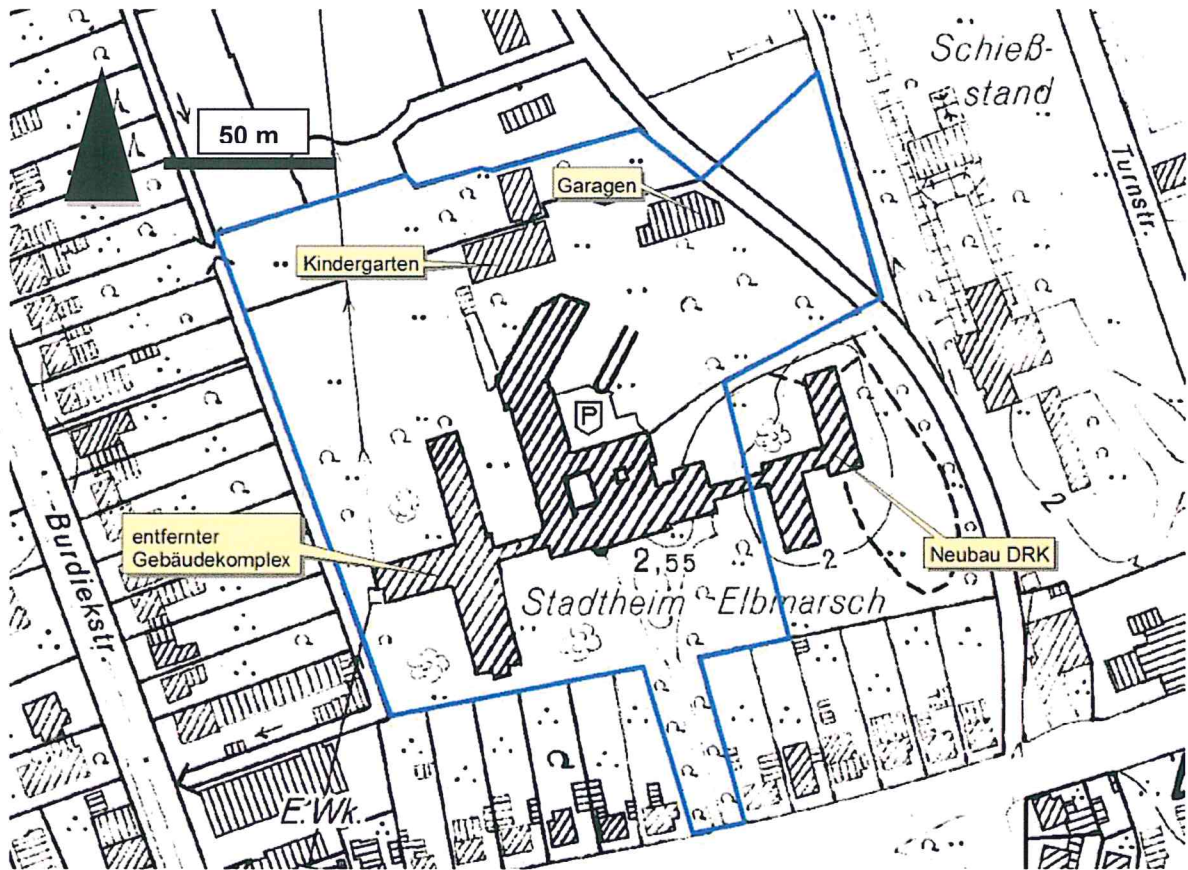 Schieß-
stand
50 m
Turnstr.
Garagen
Kindergarten
P
entfernter
Gebäudekomplex
Burdiekstr.
2,55
2
2
Neubau DRK
Stadtheim Elbmarsch
E.Wk.